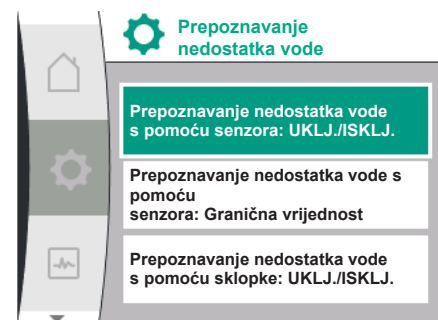 Prepoznavanje
nedostatka vode
Prepoznavanje nedostatka vode
s pomoću senzora: UKLJ./ISKLJ.
Prepoznavanje nedostatka vode s
pomoću
senzora: Granična vrijednost
Prepoznavanje nedostatka vode
s pomoću sklopke: UKLJ./ISKLJ.